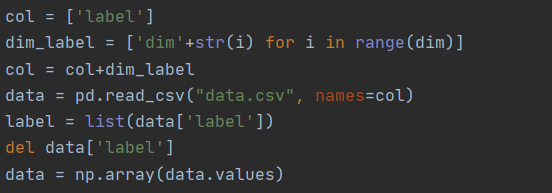 col = ['label']
dim_label = ['dim'+str(i) for i in range(dim)]
col = col+dim_label
data = pd.read_csv("data.csv", names=col)
label = list(data['label'])
del data['label']
data = np.array(data.values)